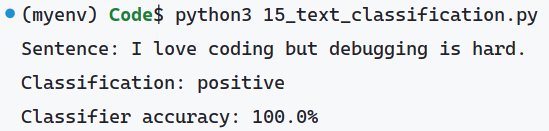 (myenv) Code$ python3 15_text_classification.py
Sentence: I love coding but debugging is hard.
Classification: positive
Classifier accuracy: 100.0%